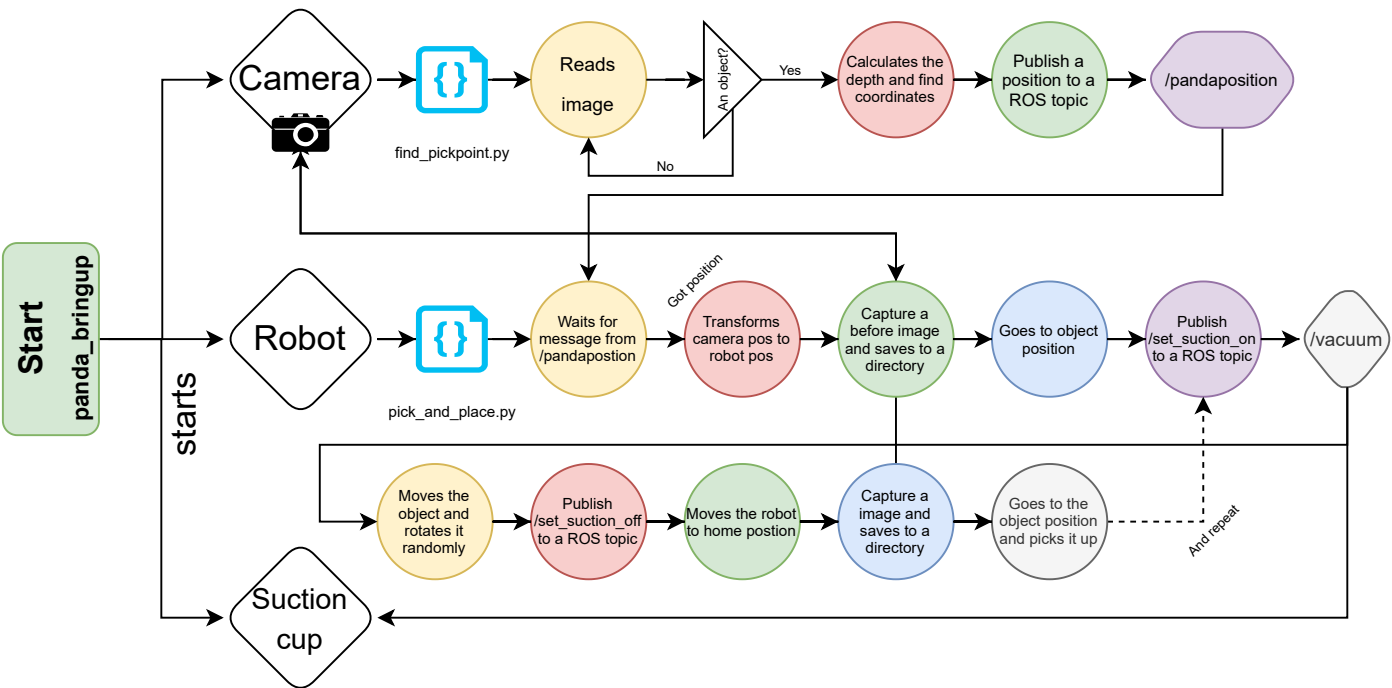 Camera
{}
find_pickpoint.py
Reads
image
An object?
Yes
No
Calculates the
depth and find
coordinates
Publish a
position to a
ROS topic
/pandaposition
Start
panda_bringup
starts
Robot
{}
pick_and_place.py
Waits for
message from
/pandapostion
Got position
Transforms
camera pos to
robot pos
Capture a
before image
and saves to a
directory
Goes to object
position
Publish
/set_suction_on
to a ROS topic
/vacuum
Moves the
object and
rotates it
randomly
Publish
/set_suction_off
to a ROS topic
Moves the robot
to home postion
Capture a
image and
saves to a
directory
Goes to the
object position
and picks it up
And repeat
Suction
cup